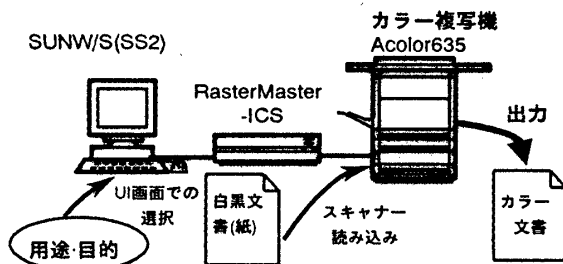 カラー複写機
Acolor635
SUNW/S(SS2)
RasterMaster
-ICS
出力
UI画面での
選択
白黒文
書(紙)
スキャナー
読み込み
カラー
文書
用途·目的